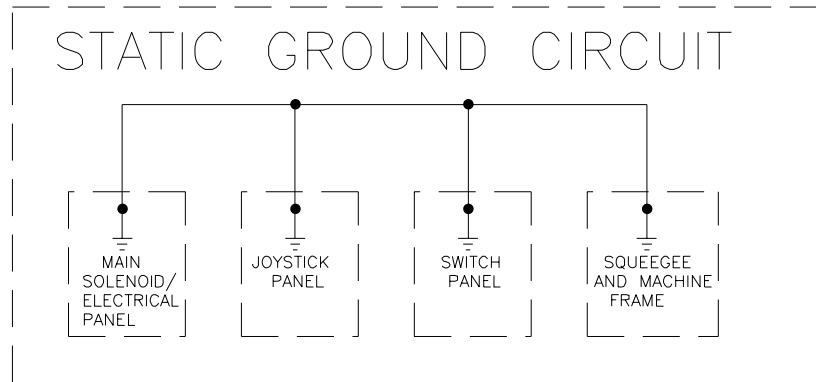 STATIC GROUND CIRCUIT
MAIN
SOLENOID/
ELECTRICAL
PANEL
JOYSTICK
PANEL
SWITCH
PANEL
SQUEEGEE
AND MACHINE
FRAME